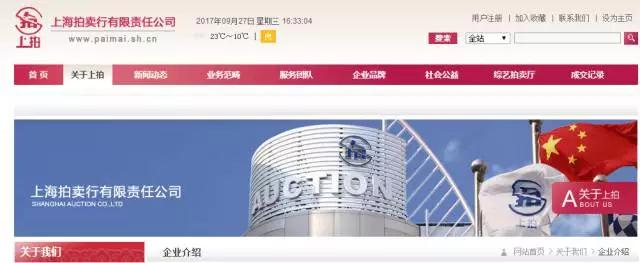 上海拍卖行有限责任公司
www.paimai.sh.cn
上拍
2017年09月27日 星期三 16:33:04
23℃～10℃ |
用户注册 | 加入收藏 | 联系我们 | 设为主页
搜索 全站
首 页 关于上拍 新闻动态 业务范畴 服务团队 企业品牌 社会公益 综艺拍卖厅 成交记录
上海拍卖行有限责任公司
SHANGHAI AUCTION CO.,LTD
AUCTION
上拍
A 关于上拍
ABOUT US
关于我们 企业介绍 网站首页 > 关于我们 > 企业介绍